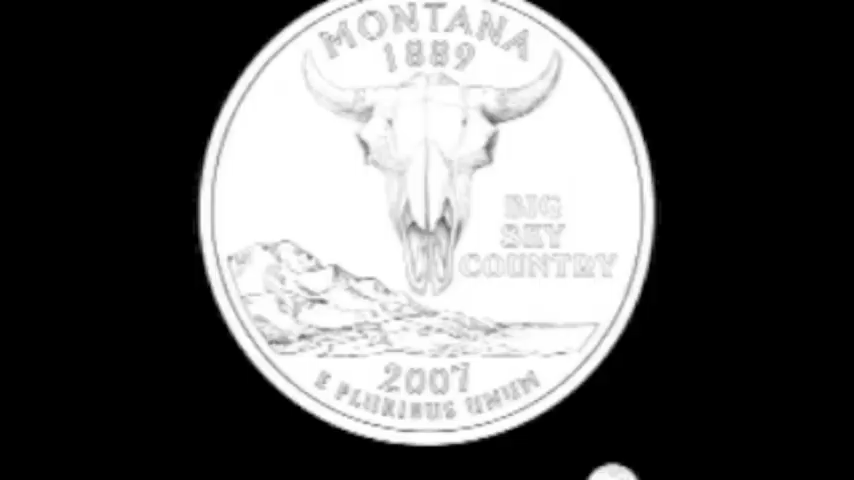 MONTANA
1889
BIG
SKY
COUNTRY
2007
E PLURIBUS UNUM